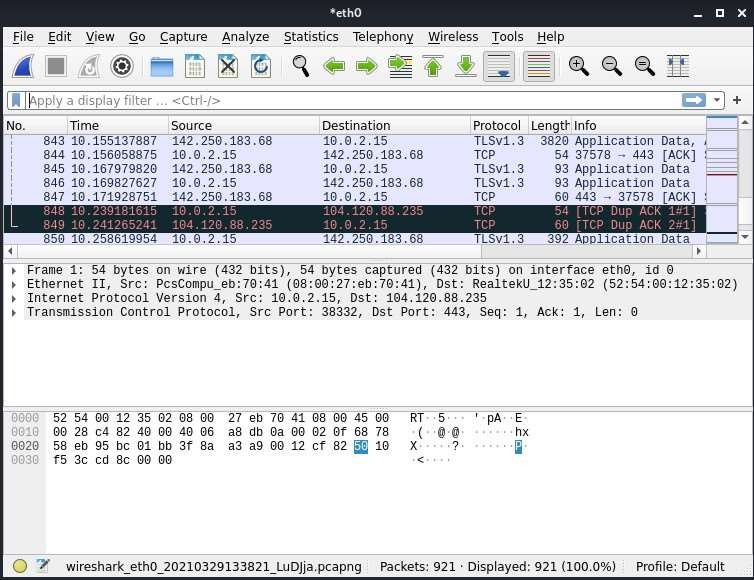 *eth0
File Edit View Go Capture Analyze Statistics Telephony Wireless Tools Help
Apply a display filter ... <Ctrl-/>
No. Time Source Destination Protocol Length Info
843 10.155137887 142.250.183.68 10.0.2.15 TLSv1.3 3820 Application Data,
844 10.156058875 10.0.2.15 142.250.183.68 TCP 54 37578 → 443 [ACK]
845 10.167979820 142.250.183.68 10.0.2.15 TLSv1.3 93 Application Data
846 10.169827627 10.0.2.15 142.250.183.68 TLSv1.3 93 Application Data
847 10.171928751 142.250.183.68 10.0.2.15 TCP 60 443 → 37578 [ACK]
848 10.239181615 10.0.2.15 104.120.88.235 TCP 54 [TCP Dup ACK 1#1]
849 10.241265241 104.120.88.235 10.0.2.15 TCP 60 [TCP Dup ACK 2#1]
850 10.258619954 10.0.2.15 142.250.183.68 TLSv1.3 392 Application Data
Frame 1: 54 bytes on wire (432 bits), 54 bytes captured (432 bits) on interface eth0, id 0
Ethernet II, Src: PcsCompu_eb:70:41 (08:00:27:eb:70:41), Dst: RealtekU_12:35:02 (52:54:00:12:35:02)
Internet Protocol Version 4, Src: 10.0.2.15, Dst: 104.120.88.235
Transmission Control Protocol, Src Port: 38332, Dst Port: 443, Seq: 1, Ack: 1, Len: 0
0000 52 54 00 12 35 02 08 00 27 eb 70 41 08 00 45 00 RT··5··· '·pA··E·
0010 00 28 c4 82 40 00 40 06 a8 db 0a 00 02 0f 68 78 ·(··@·@· ······hx
0020 58 eb 95 bc 01 bb 3f 8a a3 a9 00 12 cf 82 50 10 X·····?· ······P·
0030 f5 3c cd 8c 00 00 ·<····
wireshark_eth0_20210329133821_LuDJja.pcapng Packets: 921 · Displayed: 921 (100.0%) Profile: Default